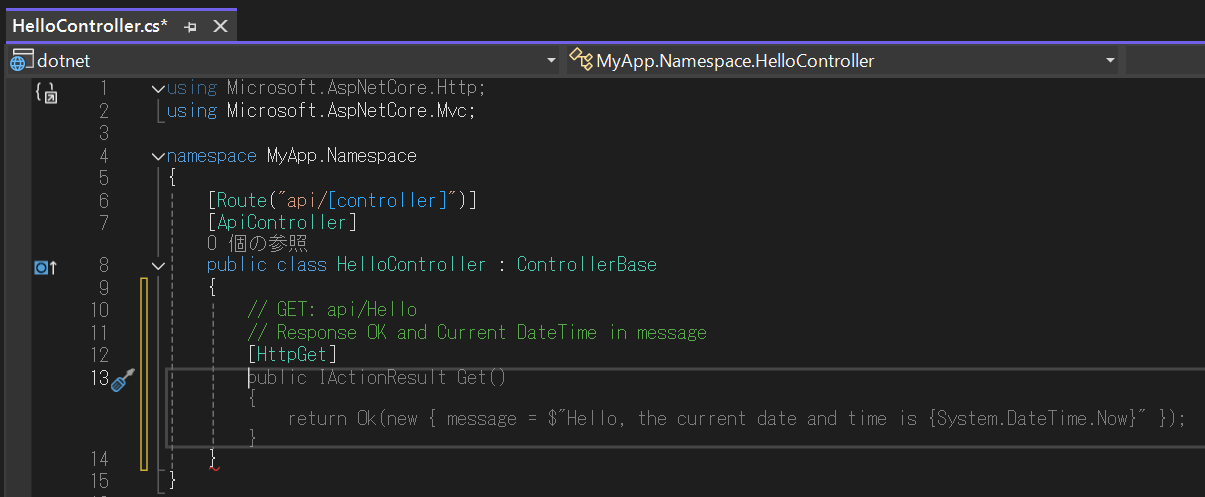 HelloController.cs*
dotnet
MyApp.Namespace.HelloController
1 using Microsoft.AspNetCore.Http;
2 using Microsoft.AspNetCore.Mvc;
3
4 namespace MyApp.Namespace
5 {
6 [Route("api/[controller]")]
7 [ApiController]
0 個の参照
8 public class HelloController : ControllerBase
9 {
10 // GET: api/Hello
11 // Response OK and Current DateTime in message
12 [HttpGet]
13 public IActionResult Get()
{
return Ok(new { message = $"Hello, the current date and time is {System.DateTime.Now}" });
}
14 }
15 }